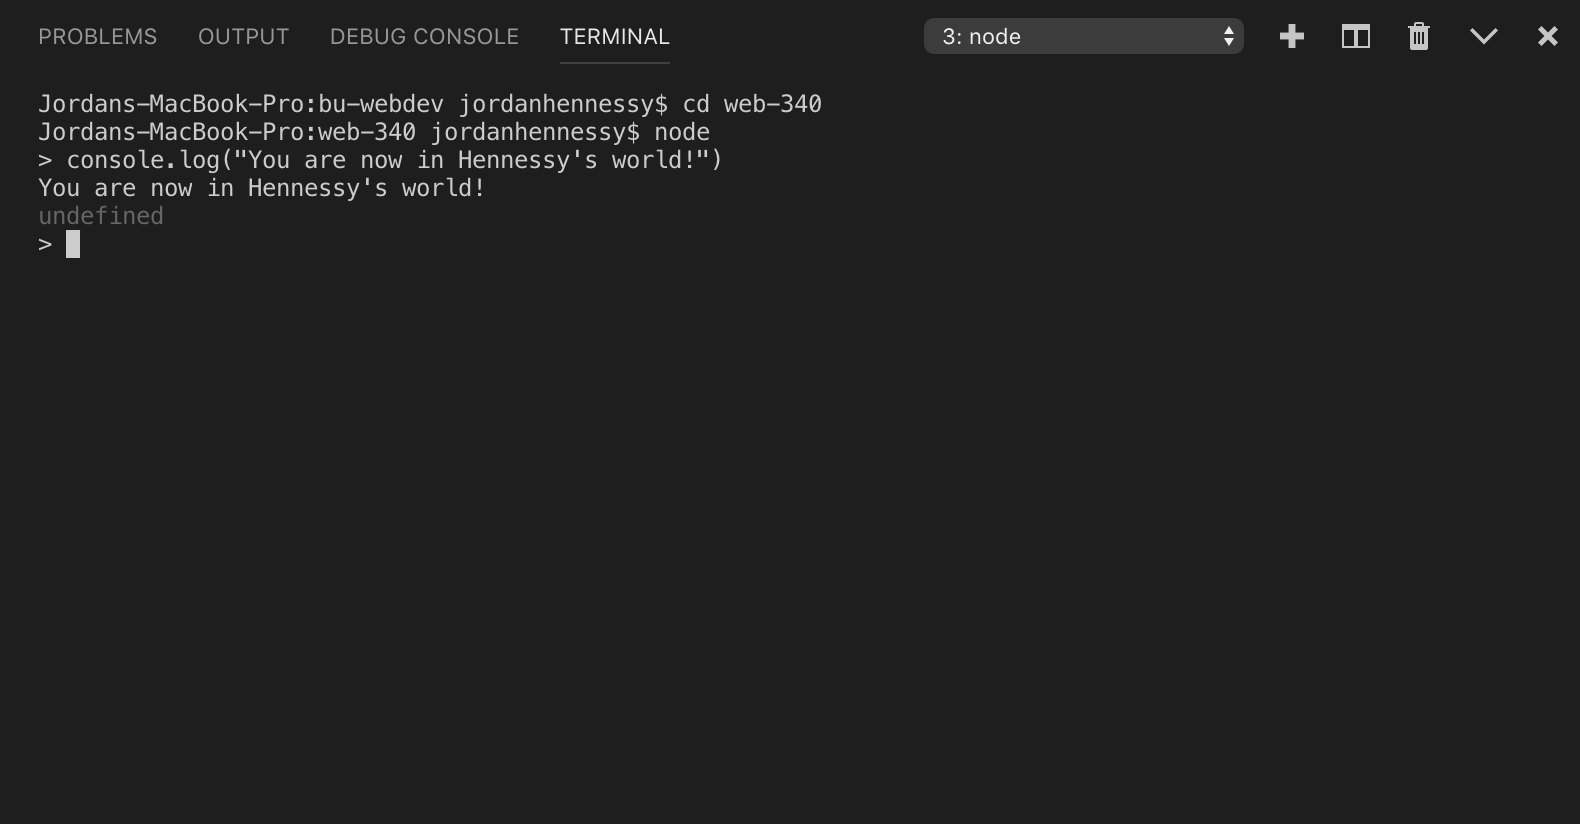 PROBLEMS OUTPUT DEBUG CONSOLE TERMINAL 3: node
Jordans-MacBook-Pro:bu-webdev jordanhennessy$ cd web-340
Jordans-MacBook-Pro:web-340 jordanhennessy$ node
> console.log("You are now in Hennessy's world!")
You are now in Hennessy's world!
undefined
>